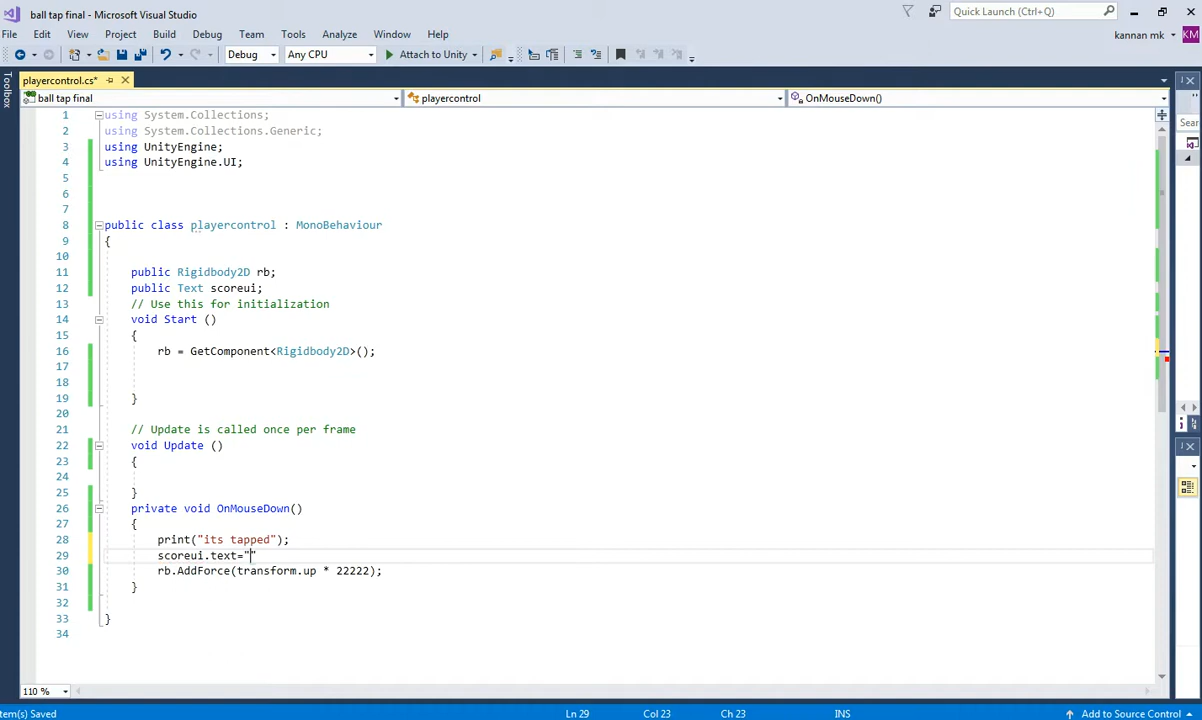 ball tap final - Microsoft Visual Studio
Quick Launch (Ctrl+Q)
File Edit View Project Build Debug Team Tools Analyze Window Help
kannan mk KM
Debug Any CPU Attach to Unity
Toolbox
playercontrol.cs*
ball tap final playercontrol OnMouseDown()
Sear
1 using System.Collections;
2 using System.Collections.Generic;
3 using UnityEngine;
4 using UnityEngine.UI;
5
6
7
8 public class playercontrol : MonoBehaviour
9 {
10
11 public Rigidbody2D rb;
12 public Text scoreui;
13 // Use this for initialization
14 void Start ()
15 {
16 rb = GetComponent<Rigidbody2D>();
17
18
19 }
20
21 // Update is called once per frame
22 void Update ()
23 {
24
25 }
26 private void OnMouseDown()
27 {
28 print("its tapped");
29 scoreui.text=""
30 rb.AddForce(transform.up * 22222);
31 }
32
33 }
34
110 %
tem(s) Saved Ln 29 Col 23 Ch 23 INS Add to Source Control